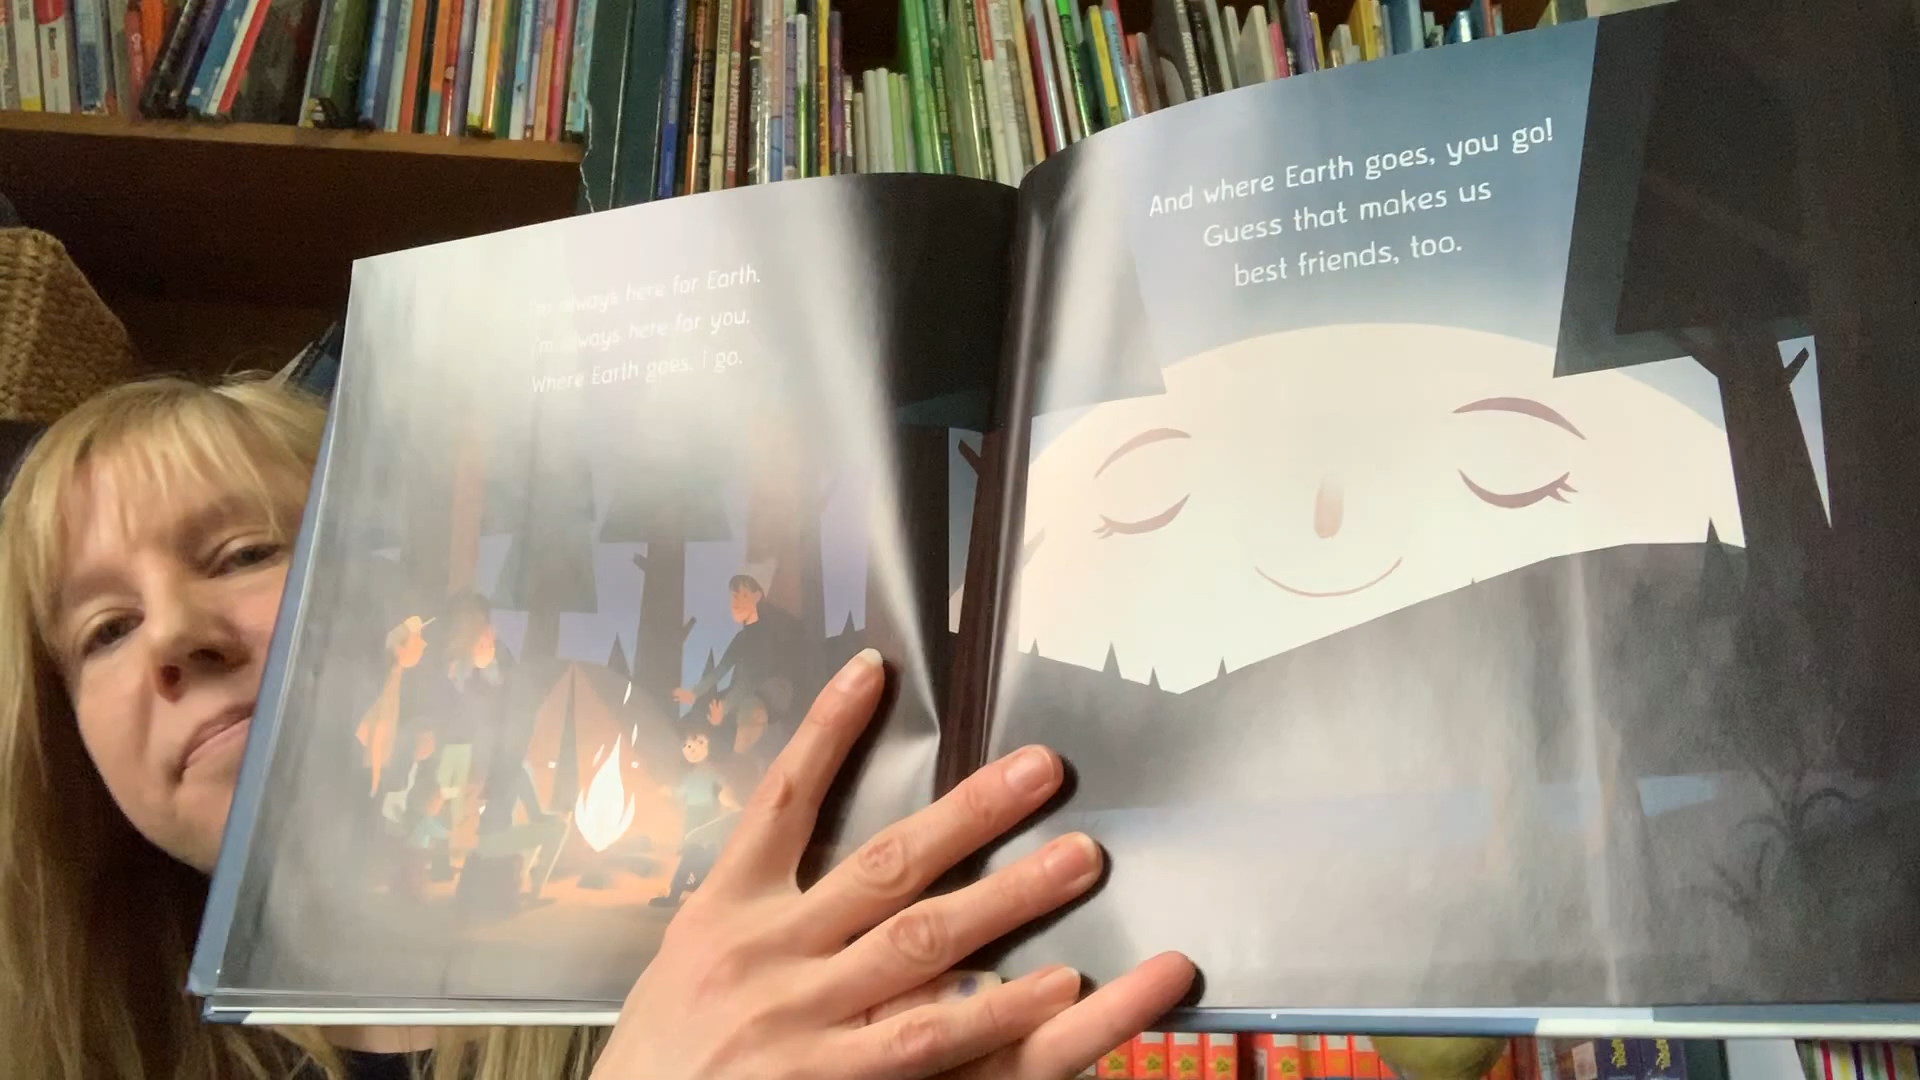 I'm always here for Earth.
I'm always here for you.
Where Earth goes, I go.
And where Earth goes, you go!
Guess that makes us
best friends, too.